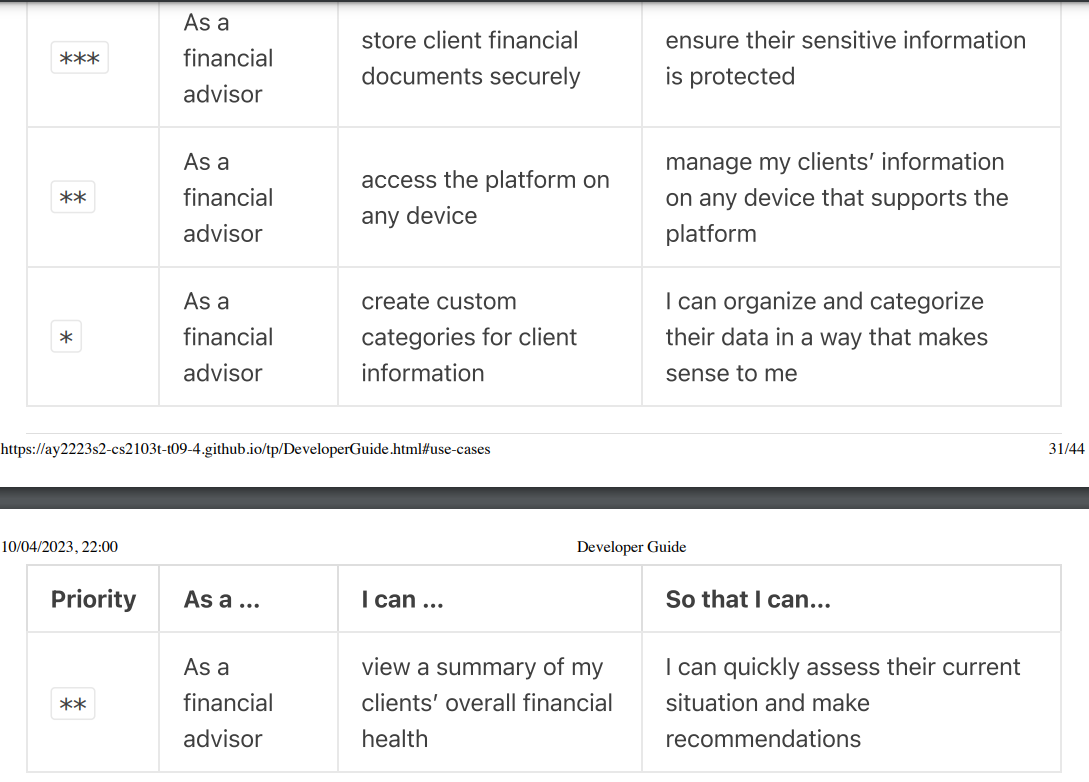 ***
As a
financial
advisor
store client financial
documents securely
ensure their sensitive information
is protected
**
As a
financial
advisor
access the platform on
any device
manage my clients’ information
on any device that supports the
platform
*
As a
financial
advisor
create custom
categories for client
information
I can organize and categorize
their data in a way that makes
sense to me
https://ay2223s2-cs2103t-t09-4.github.io/tp/DeveloperGuide.html#use-cases
31/44
10/04/2023, 22:00
Developer Guide
Priority
As a ...
I can ...
So that I can...
**
As a
financial
advisor
view a summary of my
clients’ overall financial
health
I can quickly assess their current
situation and make
recommendations